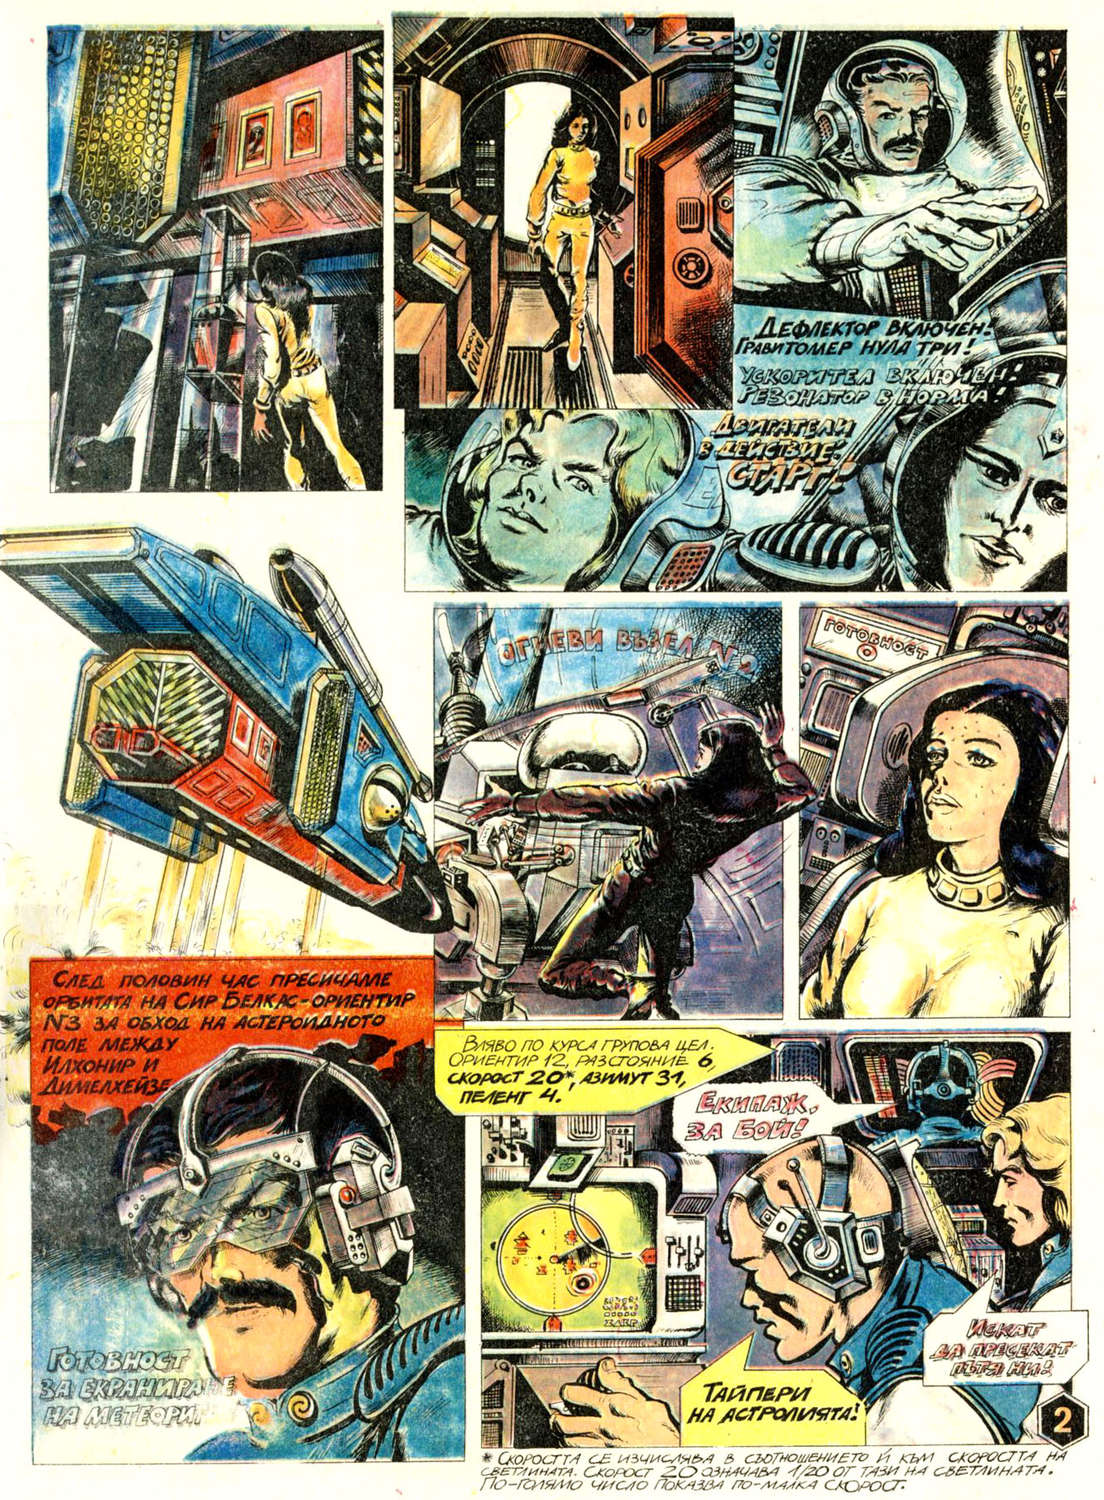 ДЕФЛЕКТОР ВКЛЮЧЕН!
ГРАВИТОМЕР НУЛА ТРИ!
УСКОРИТЕЛ ВКЛЮЧЕН!
РЕЗОНАТОР В НОРМА!
ДВИГАТЕЛИ
В ДЕЙСТВИЕ.
СТАРТ!
ОГНЕВИ ВЪЗЕЛ №2
ГОТОВНОСТ
0
СЛЕД ПОЛОВИН ЧАС ПРЕСИЧАМЕ
ОРБИТАТА НА СИР БЕЛКАС-ОРИЕНТИР
N3 ЗА ОБХОД НА АСТЕРОИДНОТО
ПОЛЕ МЕЖДУ
ИЛХОНИР И
ДИМЕЛХЕЙЗЕ.
ГОТОВНОСТ
ЗА ЕКРАНИРАНЕ
НА МЕТЕОРИТ
ВЛЯВО ПО КУРСА ГРУПОВА ЦЕЛ.
ОРИЕНТИР 12, РАЗСТОЯНИЕ 6,
СКОРОСТ 20*, АЗИМУТ 31,
ПЕЛЕНГ 4.
ЕКИПАЖ,
ЗА БОЙ!
ТАЙПЕРИ
НА АСТРОЛИЯТА!
ИСКАТ
ДА ПРЕСЕКАТ
ПЪТЯ НИ!
2
* СКОРОСТТА СЕ ИЗЧИСЛЯВА В СЪОТНОШЕНИЕТО Й КЪМ СКОРОСТТА НА
СВЕТЛИНАТА. СКОРОСТ 20 ОЗНАЧАВА 1/20 ОТ ТАЗИ НА СВЕТЛИНАТА.
ПО-ГОЛЯМО ЧИСЛО ПОКАЗВА ПО-МАЛКА СКОРОСТ.